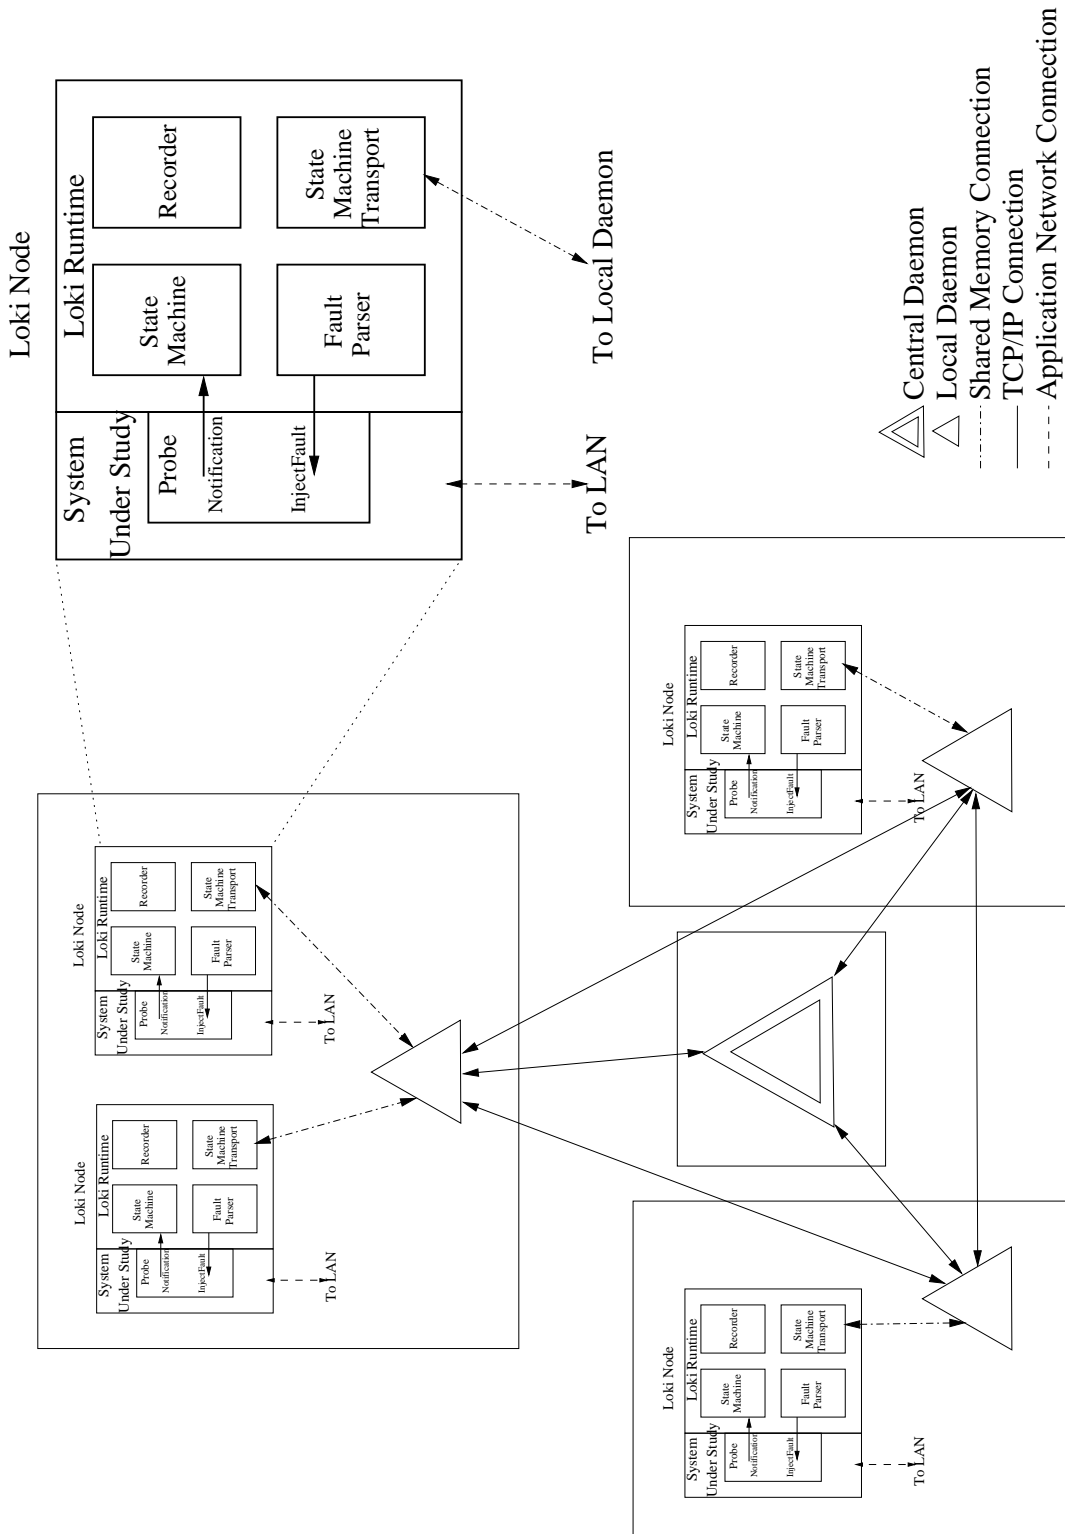 Loki Node
Loki Runtime
Recorder
State
Machine
Transport
State
Machine
Fault
Parser
System
Under Study
Probe
Notification
InjectFault
To Local Daemon
To LAN
Central Daemon
Local Daemon
Shared Memory Connection
TCP/IP Connection
Application Network Connection
Loki Node
Loki Runtime
Recorder
State
Machine
Transport
State
Machine
Fault
Parser
System
Under Study
Probe
Notification
InjectFault
To LAN
Loki Node
Loki Runtime
Recorder
State
Machine
Transport
State
Machine
Fault
Parser
System
Under Study
Probe
Notification
InjectFault
To LAN
Loki Node
Loki Runtime
Recorder
State
Machine
Transport
State
Machine
Fault
Parser
System
Under Study
Probe
Notification
InjectFault
To LAN
Loki Node
Loki Runtime
Recorder
State
Machine
Transport
State
Machine
Fault
Parser
System
Under Study
Probe
Notification
InjectFault
To LAN